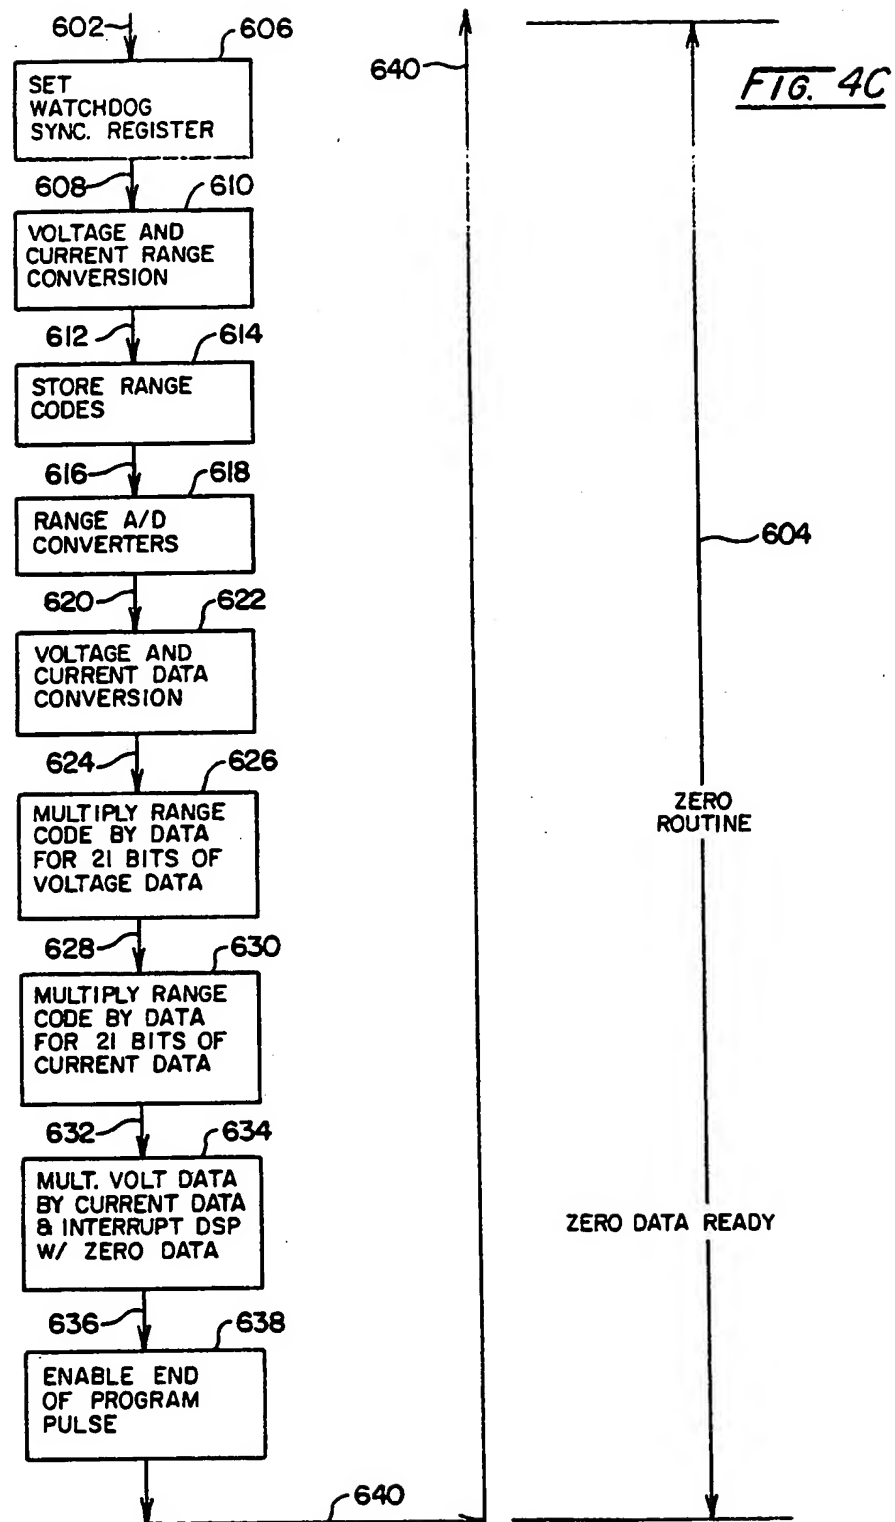 602
606
640
FIG. 4C
SET
WATCHDOG
SYNC. REGISTER
608
610
VOLTAGE AND
CURRENT RANGE
CONVERSION
612
614
STORE RANGE
CODES
616
618
RANGE A/D
CONVERTERS
604
620
622
VOLTAGE AND
CURRENT DATA
CONVERSION
624
626
MULTIPLY RANGE
CODE BY DATA
FOR 21 BITS OF
VOLTAGE DATA
ZERO
ROUTINE
628
630
MULTIPLY RANGE
CODE BY DATA
FOR 21 BITS OF
CURRENT DATA
632
634
MULT. VOLT DATA
BY CURRENT DATA
& INTERRUPT DSP
W/ ZERO DATA
ZERO DATA READY
636
638
ENABLE END
OF PROGRAM
PULSE
640